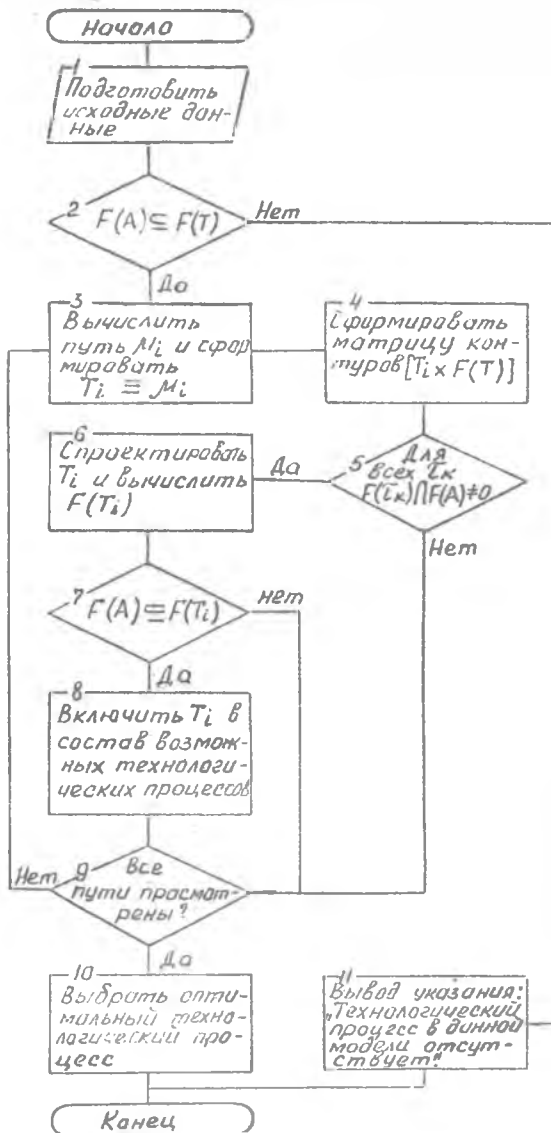 Начало
1
Подготовить
исходные дан-
ные
2 F(A) ⊆ F(T)
Нет
Да
3
Вычислить
путь Mi и сфор
мировать
Ti ≡ Mi
4
Сформировать
матрицу кон-
туров [Ti × F(T)]
5 Для
всех τк
F(τк)∩F(A)≠0
Да
Нет
6
Спроектировать
Ti и вычислить
F(Ti)
7 F(A) ≡ F(Ti)
нет
Да
8
Включить Ti в
состав возмож-
ных технологи-
ческих процессов
9 Все
пути просмот-
рены?
Нет
Да
10
Выбрать опти-
мальный техно-
логический про-
цесс
11
Вывод указания:
„Технологический
процесс в данной
модели отсут-
ствует"
Конец